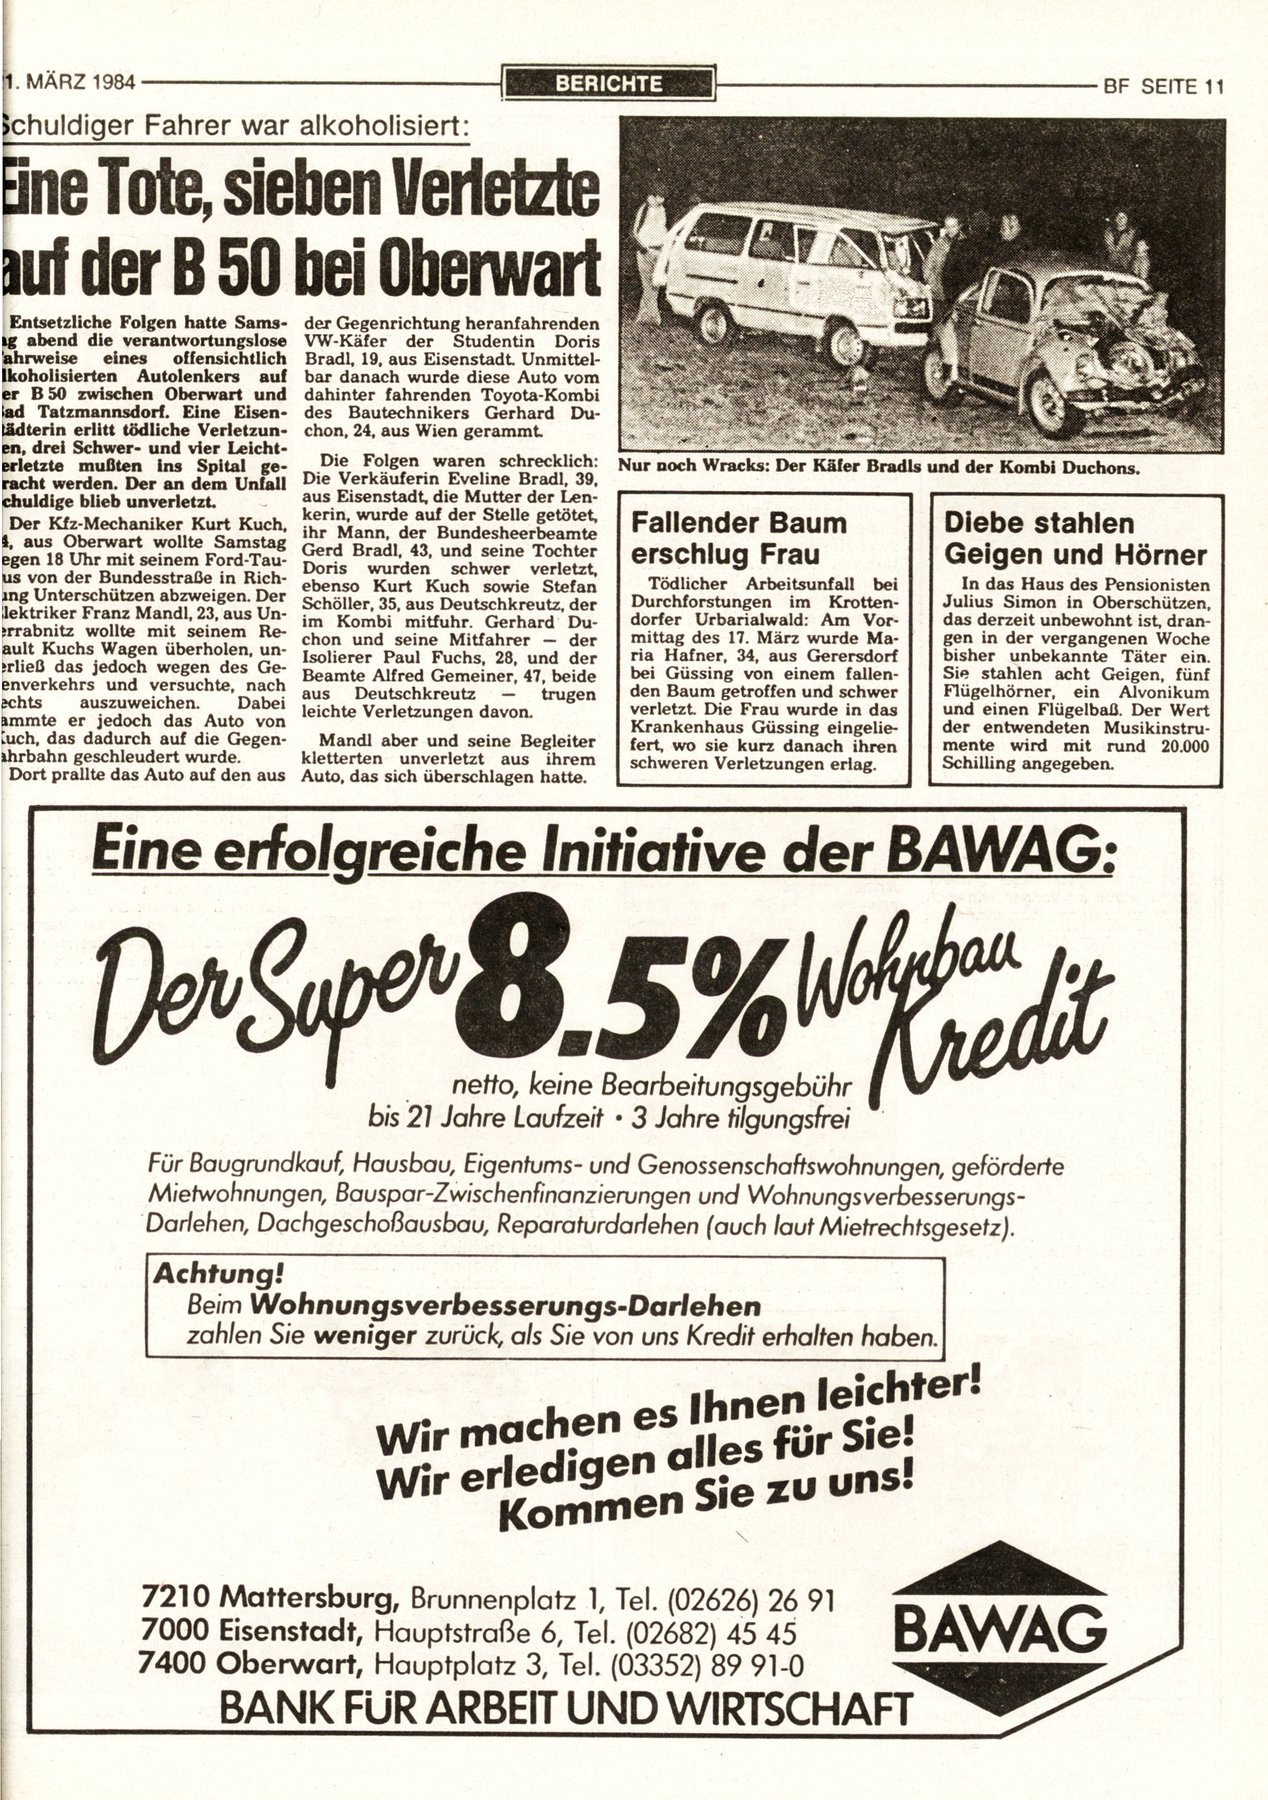 1. MÄRZ 1984
BERICHTE
BF SEITE 11
Schuldiger Fahrer war alkoholisiert:
Eine Tote, sieben Verletzte
auf der B 50 bei Oberwart
Entsetzliche Folgen hatte Sams-
ag abend die verantwortungslose
ahrweise eines offensichtlich
lkoholisierten Autolenkers auf
er B 50 zwischen Oberwart und
ad Tatzmannsdorf. Eine Eisen-
tädterin erlitt tödliche Verletzun-
en, drei Schwer- und vier Leicht-
erletzte mußten ins Spital ge-
racht werden. Der an dem Unfall
chuldige blieb unverletzt.
Der Kfz-Mechaniker Kurt Kuch,
4, aus Oberwart wollte Samstag
egen 18 Uhr mit seinem Ford-Tau-
us von der Bundesstraße in Rich-
ung Unterschützen abzweigen. Der
lektriker Franz Mandl, 23, aus Un-
errabnitz wollte mit seinem Re-
ault Kuchs Wagen überholen, un-
erließ das jedoch wegen des Ge-
enverkehrs und versuchte, nach
echts auszuweichen. Dabei
ammte er jedoch das Auto von
Kuch, das dadurch auf die Gegen-
ahrbahn geschleudert wurde.
Dort prallte das Auto auf den aus
der Gegenrichtung heranfahrenden
VW-Käfer der Studentin Doris
Bradl, 19, aus Eisenstadt. Unmittel-
bar danach wurde diese Auto vom
dahinter fahrenden Toyota-Kombi
des Bautechnikers Gerhard Du-
chon, 24, aus Wien gerammt.
Die Folgen waren schrecklich:
Die Verkäuferin Eveline Bradl, 39,
aus Eisenstadt, die Mutter der Len-
kerin, wurde auf der Stelle getötet,
ihr Mann, der Bundesheerbeamte
Gerd Bradl, 43, und seine Tochter
Doris wurden schwer verletzt,
ebenso Kurt Kuch sowie Stefan
Schöller, 35, aus Deutschkreutz, der
im Kombi mitfuhr. Gerhard Du-
chon und seine Mitfahrer — der
Isolierer Paul Fuchs, 28, und der
Beamte Alfred Gemeiner, 47, beide
aus Deutschkreutz — trugen
leichte Verletzungen davon.
Mandl aber und seine Begleiter
kletterten unverletzt aus ihrem
Auto, das sich überschlagen hatte.
Nur noch Wracks: Der Käfer Bradls und der Kombi Duchons.
Fallender Baum
erschlug Frau
Tödlicher Arbeitsunfall bei
Durchforstungen im Krotten-
dorfer Urbarialwald: Am Vor-
mittag des 17. März wurde Ma-
ria Hafner, 34, aus Gerersdorf
bei Güssing von einem fallen-
den Baum getroffen und schwer
verletzt. Die Frau wurde in das
Krankenhaus Güssing eingelie-
fert, wo sie kurz danach ihren
schweren Verletzungen erlag.
Diebe stahlen
Geigen und Hörner
In das Haus des Pensionisten
Julius Simon in Oberschützen,
das derzeit unbewohnt ist, dran-
gen in der vergangenen Woche
bisher unbekannte Täter ein.
Sie stahlen acht Geigen, fünf
Flügelhörner, ein Alvonikum
und einen Flügelbaß. Der Wert
der entwendeten Musikinstru-
mente wird mit rund 20.000
Schilling angegeben.
Eine erfolgreiche Initiative der BAWAG:
Der Super 8.5% Wohnbau
Kredit
netto, keine Bearbeitungsgebühr
bis 21 Jahre Laufzeit • 3 Jahre tilgungsfrei
Für Baugrundkauf, Hausbau, Eigentums- und Genossenschaftswohnungen, geförderte
Mietwohnungen, Bauspar-Zwischenfinanzierungen und Wohnungsverbesserungs-
Darlehen, Dachgeschoßausbau, Reparaturdarlehen (auch laut Mietrechtsgesetz).
Achtung!
Beim Wohnungsverbesserungs-Darlehen
zahlen Sie weniger zurück, als Sie von uns Kredit erhalten haben.
Wir machen es Ihnen leichter!
Wir erledigen alles für Sie!
Kommen Sie zu uns!
7210 Mattersburg, Brunnenplatz 1, Tel. (02626) 26 91
7000 Eisenstadt, Hauptstraße 6, Tel. (02682) 45 45
7400 Oberwart, Hauptplatz 3, Tel. (03352) 89 91-0
BANK FÜR ARBEIT UND WIRTSCHAFT
BAWAG